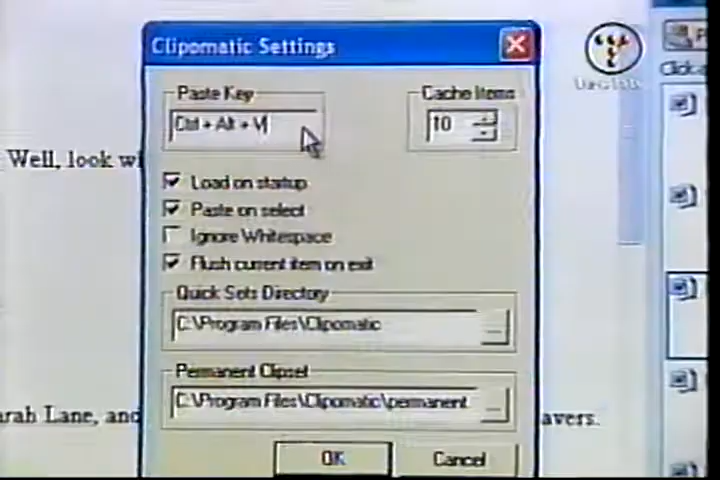 Clipomatic Settings
Paste Key
Cache Items
Ctrl + Alt + V
10
Well, look w
Load on startup
Paste on select
Ignore Whitespace
Flush current item on exit
Quick Sets Directory
C:\Program Files\Clipomatic
...
Permanent Clipset
C:\Program Files\Clipomatic\permanent
...
arah Lane, and
avers.
OK
Cancel
Click a